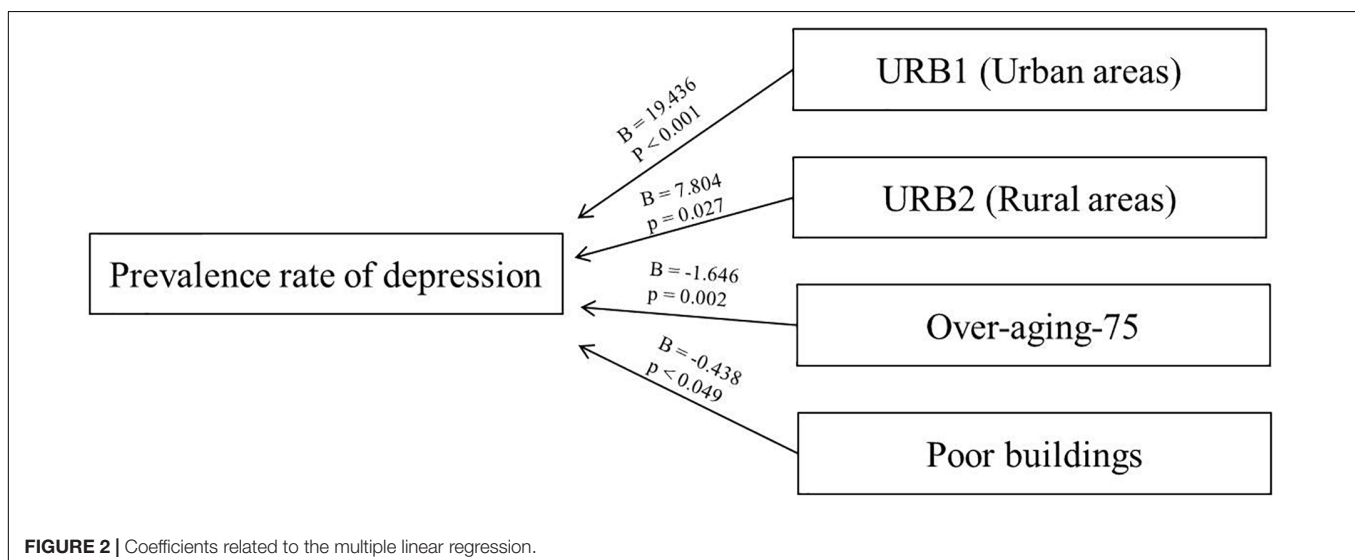 URB1 (Urban areas)
B = 19.436
P < 0.001
URB2 (Rural areas)
B = 7.804
p = 0.027
Prevalence rate of depression
B = -1.646
p = 0.002
Over-aging-75
B = -0.438
p < 0.049
Poor buildings
FIGURE 2 | Coefficients related to the multiple linear regression.